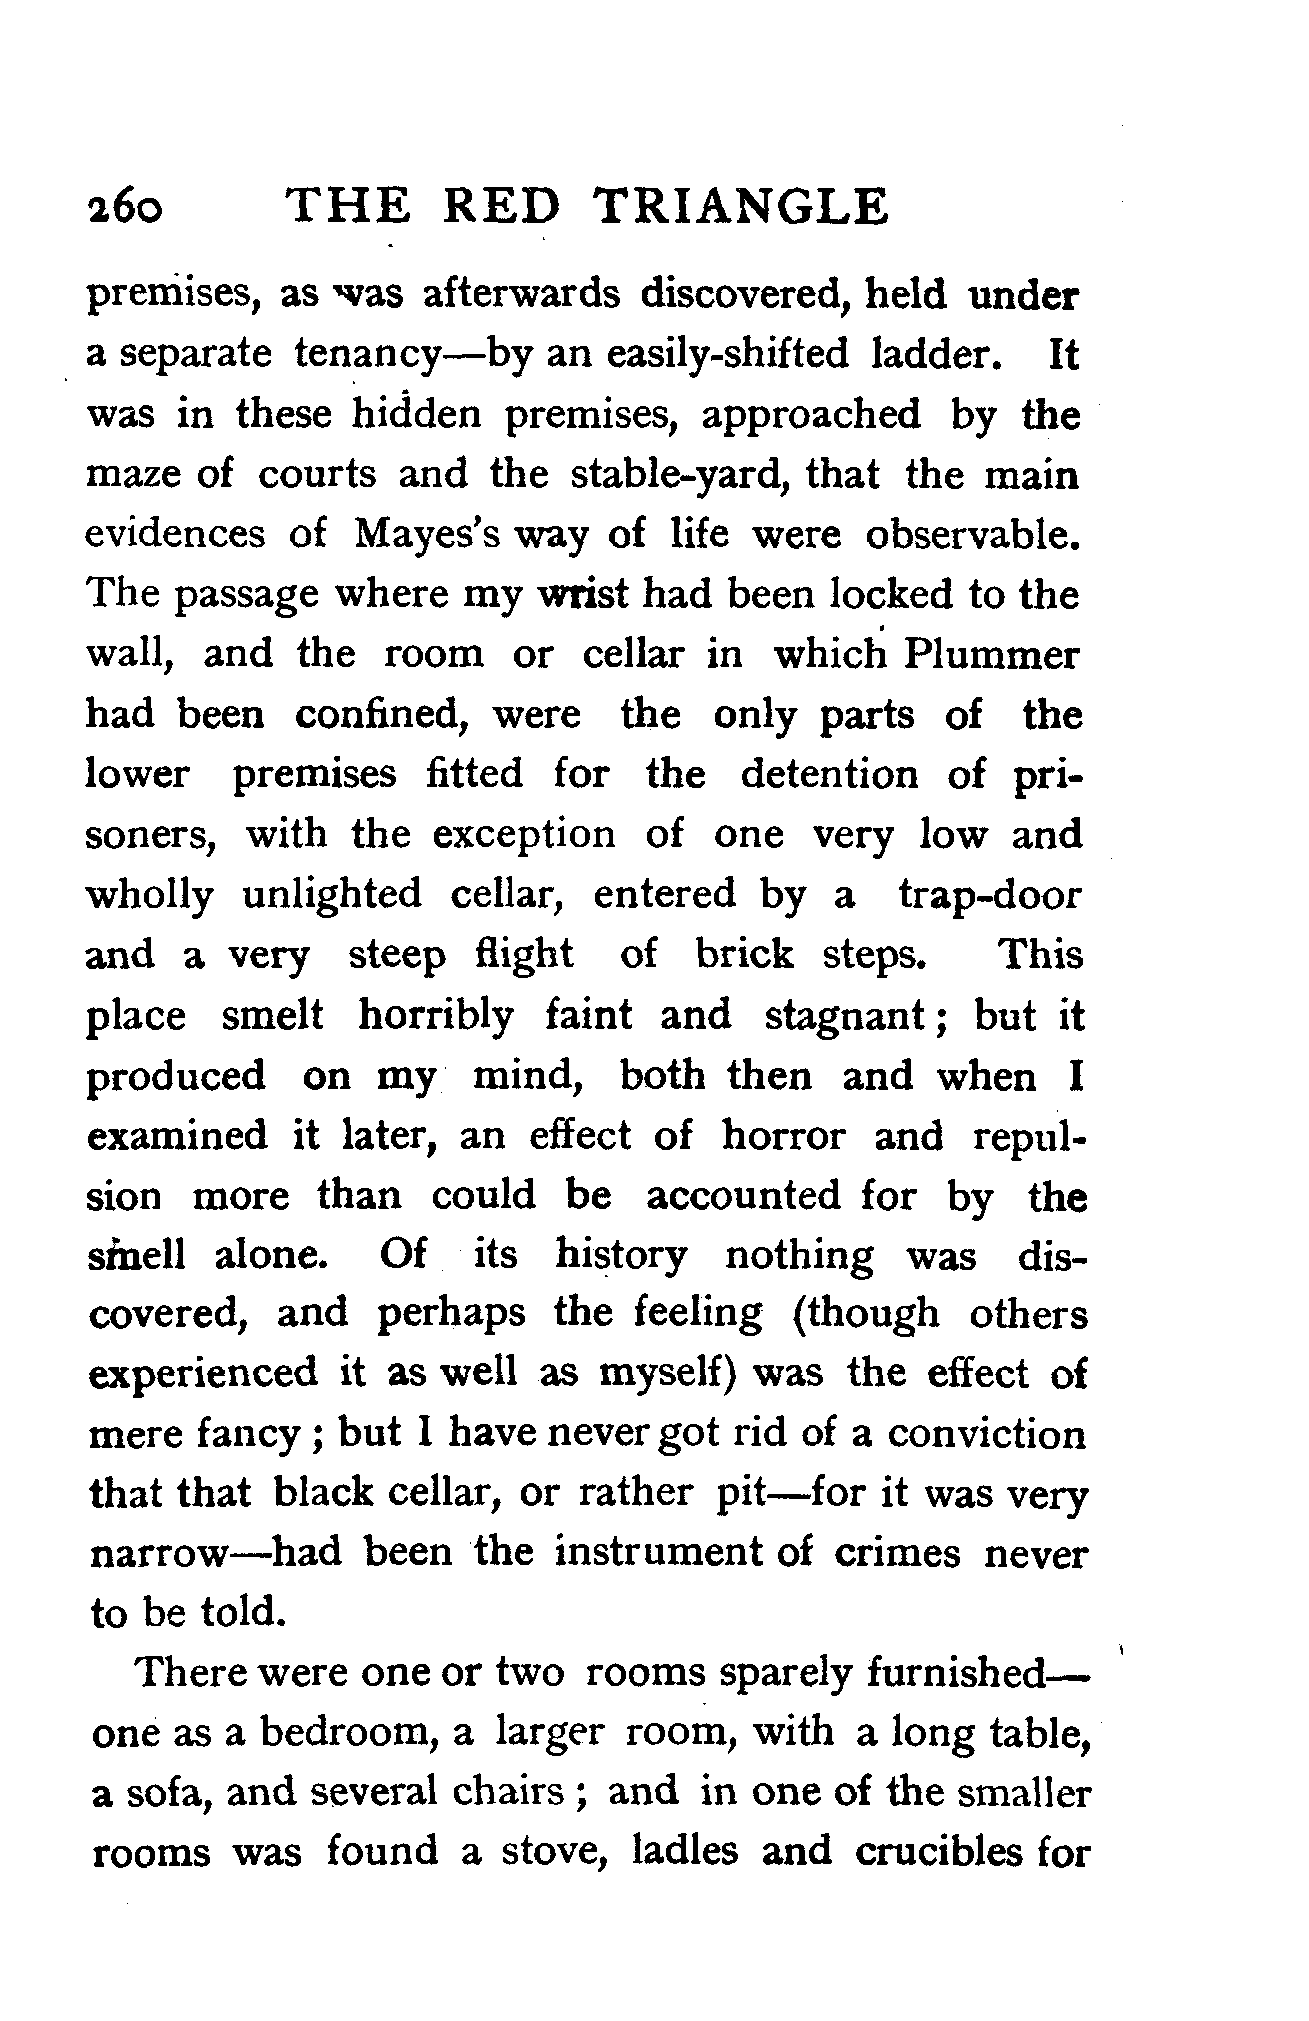 260 THE RED TRIANGLE
premises, as was afterwards discovered, held under
a separate tenancy—by an easily-shifted ladder. It
was in these hidden premises, approached by the
maze of courts and the stable-yard, that the main
evidences of Mayes's way of life were observable.
The passage where my wrist had been locked to the
wall, and the room or cellar in which Plummer
had been confined, were the only parts of the
lower premises fitted for the detention of pri-
soners, with the exception of one very low and
wholly unlighted cellar, entered by a trap-door
and a very steep flight of brick steps. This
place smelt horribly faint and stagnant ; but it
produced on my mind, both then and when I
examined it later, an effect of horror and repul-
sion more than could be accounted for by the
smell alone. Of its history nothing was dis-
covered, and perhaps the feeling (though others
experienced it as well as myself) was the effect of
mere fancy ; but I have never got rid of a conviction
that that black cellar, or rather pit—for it was very
narrow—had been the instrument of crimes never
to be told.
There were one or two rooms sparely furnished—
one as a bedroom, a larger room, with a long table,
a sofa, and several chairs ; and in one of the smaller
rooms was found a stove, ladles and crucibles for